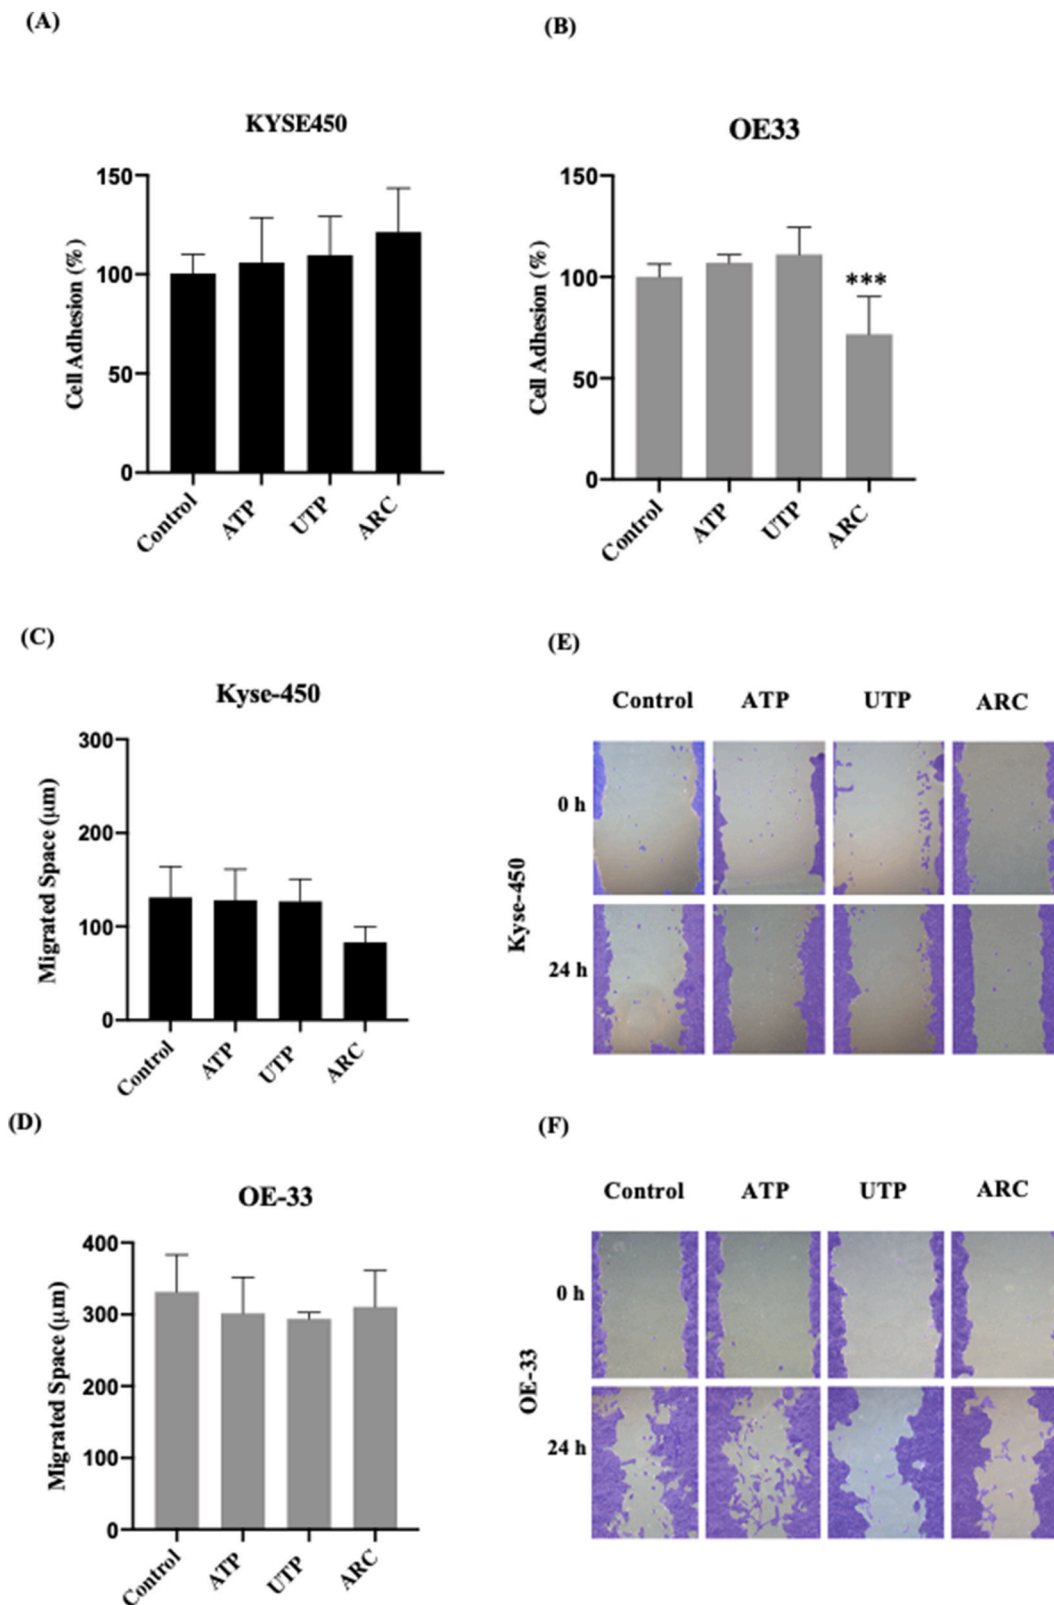 (A)
KYSE450
Cell Adhesion (%)
150
100
50
0
Control
ATP
UTP
ARC
(B)
OE33
Cell Adhesion (%)
150
100
50
0
***
Control
ATP
UTP
ARC
(C)
Kyse-450
Migrated Space (μm)
300
200
100
0
Control
ATP
UTP
ARC
(E)
Control ATP UTP ARC
Kyse-450
0 h
24 h
(D)
OE-33
Migrated Space (μm)
400
300
200
100
0
Control
ATP
UTP
ARC
(F)
Control ATP UTP ARC
OE-33
0 h
24 h